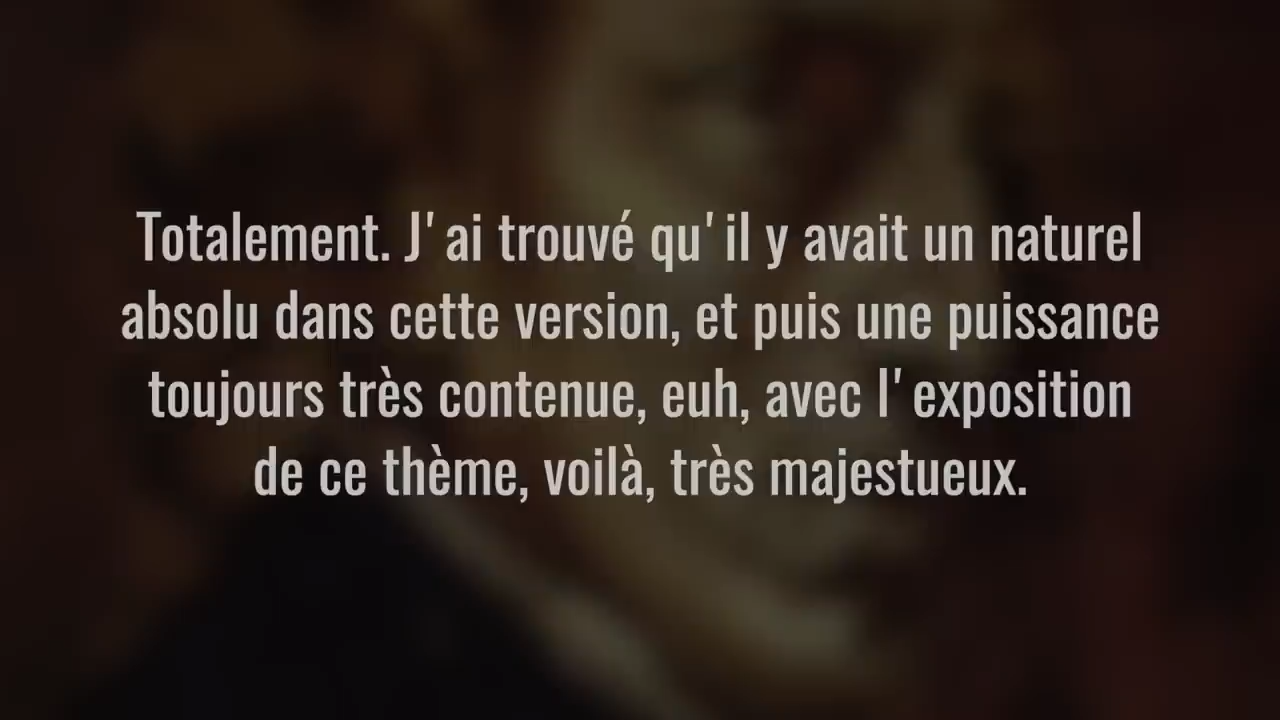 Totalement. J'ai trouvé qu'il y avait un naturel
absolu dans cette version, et puis une puissance
toujours très contenue, euh, avec l'exposition
de ce thème, voilà, très majestueux.